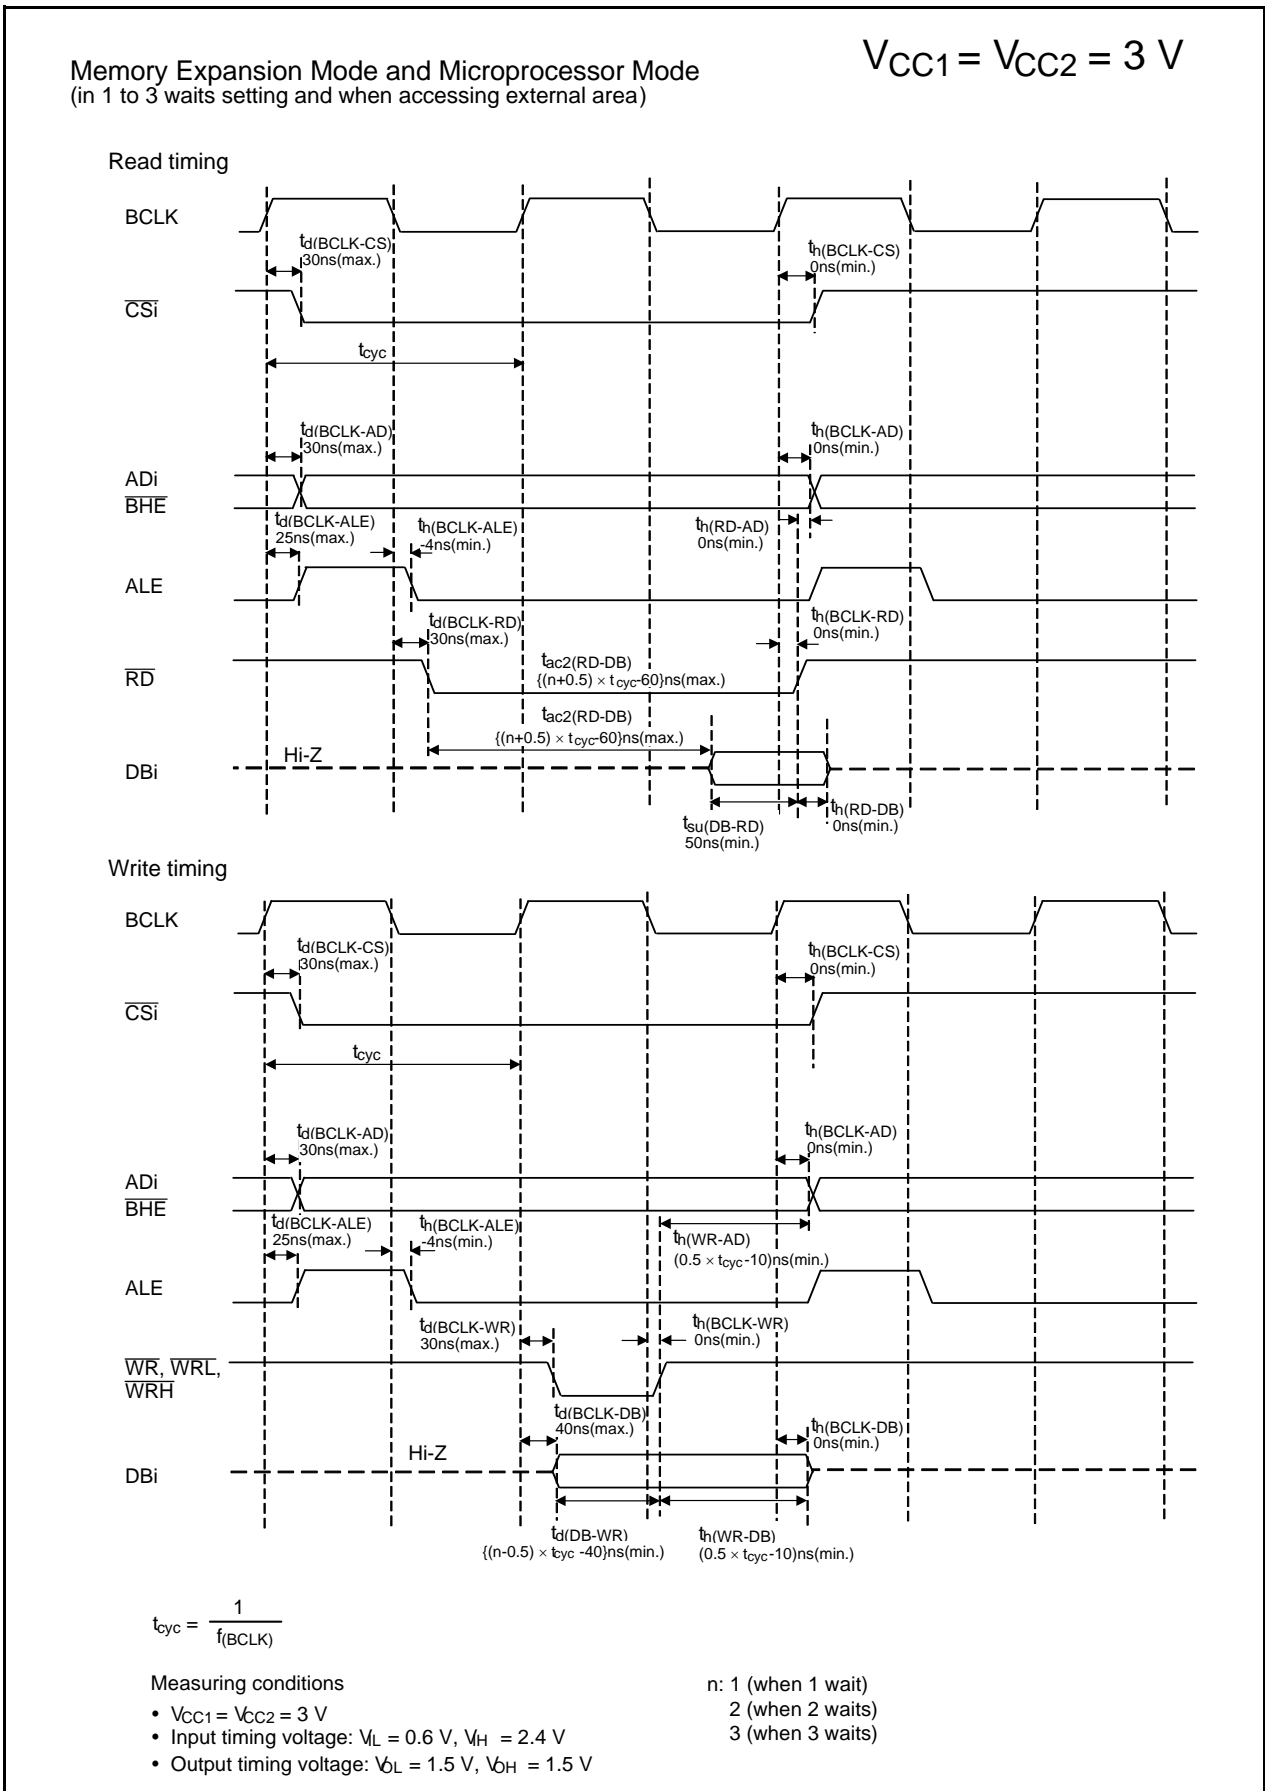 VCC1 = VCC2 = 3 V
Memory Expansion Mode and Microprocessor Mode
(in 1 to 3 waits setting and when accessing external area)
Read timing
BCLK
td(BCLK-CS)
30ns(max.)
th(BCLK-CS)
0ns(min.)
CSi
tcyc
td(BCLK-AD)
30ns(max.)
th(BCLK-AD)
0ns(min.)
ADi
BHE
td(BCLK-ALE)
25ns(max.)
th(BCLK-ALE)
-4ns(min.)
th(RD-AD)
0ns(min.)
ALE
td(BCLK-RD)
30ns(max.)
th(BCLK-RD)
0ns(min.)
RD
tac2(RD-DB)
{(n+0.5) × tcyc-60}ns(max.)
tac2(RD-DB)
{(n+0.5) × tcyc-60}ns(max.)
Hi-Z
DBi
tsu(DB-RD)
50ns(min.)
th(RD-DB)
0ns(min.)
Write timing
BCLK
td(BCLK-CS)
30ns(max.)
th(BCLK-CS)
0ns(min.)
CSi
tcyc
td(BCLK-AD)
30ns(max.)
th(BCLK-AD)
0ns(min.)
ADi
BHE
td(BCLK-ALE)
25ns(max.)
th(BCLK-ALE)
-4ns(min.)
th(WR-AD)
(0.5 × tcyc-10)ns(min.)
ALE
td(BCLK-WR)
30ns(max.)
th(BCLK-WR)
0ns(min.)
WR, WRL,
WRH
td(BCLK-DB)
40ns(max.)
th(BCLK-DB)
0ns(min.)
Hi-Z
DBi
td(DB-WR)
{(n-0.5) × tcyc -40}ns(min.)
th(WR-DB)
(0.5 × tcyc-10)ns(min.)
tcyc = 1
f(BCLK)
Measuring conditions
• VCC1 = VCC2 = 3 V
• Input timing voltage: VIL = 0.6 V, VIH = 2.4 V
• Output timing voltage: VOL = 1.5 V, VOH = 1.5 V
n: 1 (when 1 wait)
2 (when 2 waits)
3 (when 3 waits)